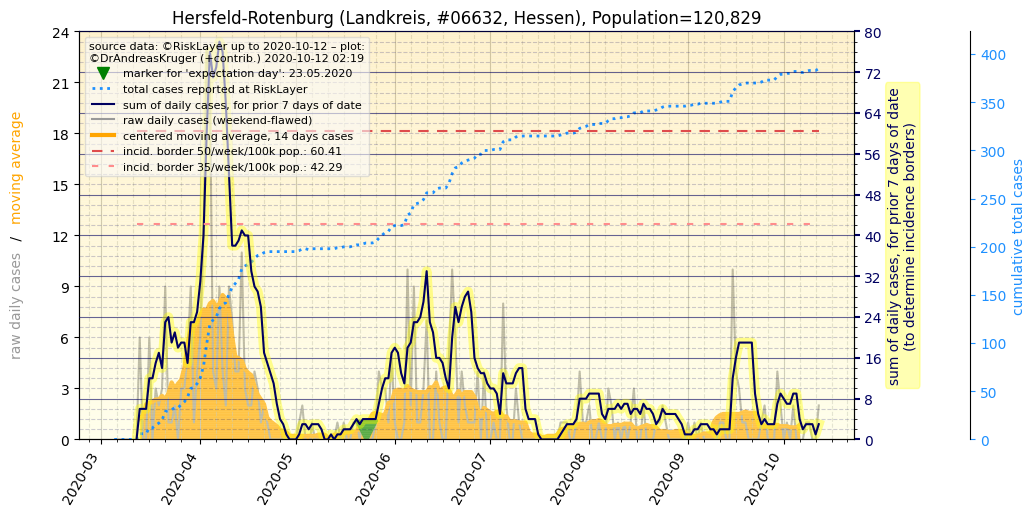 Hersfeld-Rotenburg (Landkreis, #06632, Hessen), Population=120,829
source data: ©RiskLayer up to 2020-10-12 – plot:
©DrAndreasKruger (+contrib.) 2020-10-12 02:19
marker for 'expectation day': 23.05.2020
total cases reported at RiskLayer
sum of daily cases, for prior 7 days of date
raw daily cases (weekend-flawed)
centered moving average, 14 days cases
incid. border 50/week/100k pop.: 60.41
incid. border 35/week/100k pop.: 42.29
raw daily cases / moving average
24
21
18
15
12
9
6
3
0
2020-03
2020-04
2020-05
2020-06
2020-07
2020-08
2020-09
2020-10
80
72
64
56
48
40
32
24
16
8
0
sum of daily cases, for prior 7 days of date
(to determine incidence borders)
400
350
300
250
200
150
100
50
0
cumulative total cases